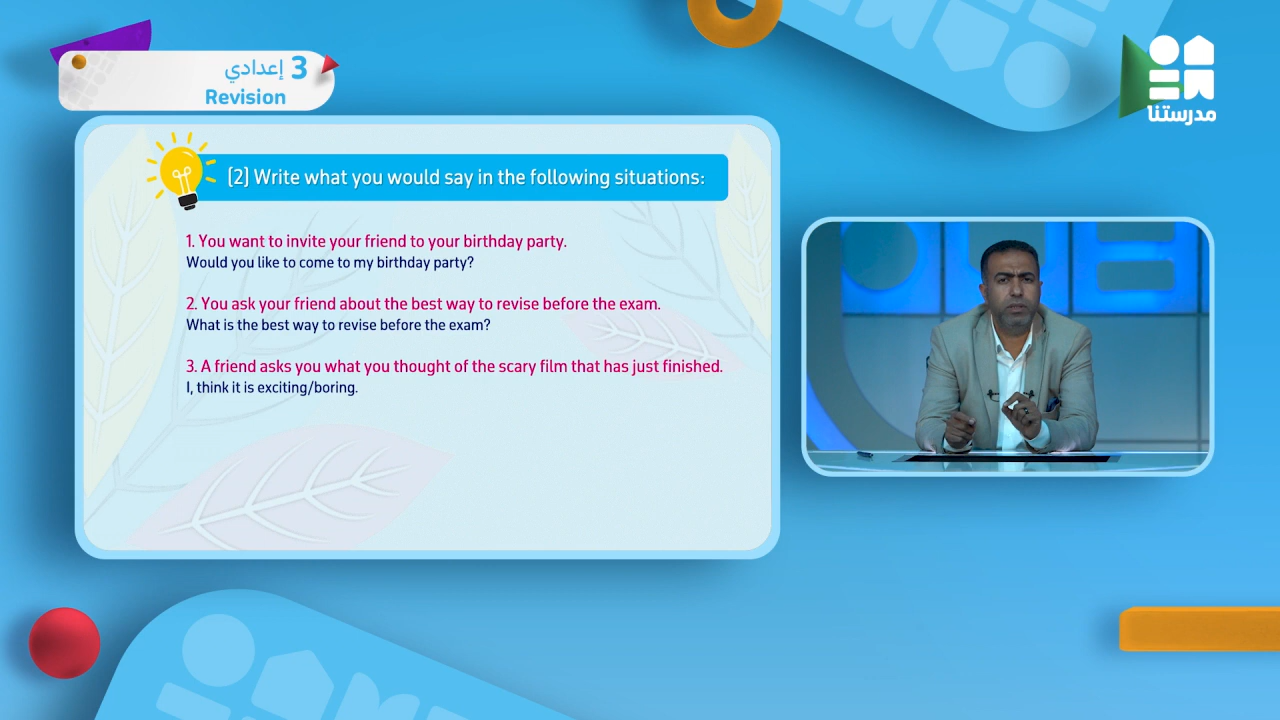 3 إعدادي
Revision
مدرستنا
(2) Write what you would say in the following situations:
1. You want to invite your friend to your birthday party.
Would you like to come to my birthday party?
2. You ask your friend about the best way to revise before the exam.
What is the best way to revise before the exam?
3. A friend asks you what you thought of the scary film that has just finished.
I, think it is exciting/boring.